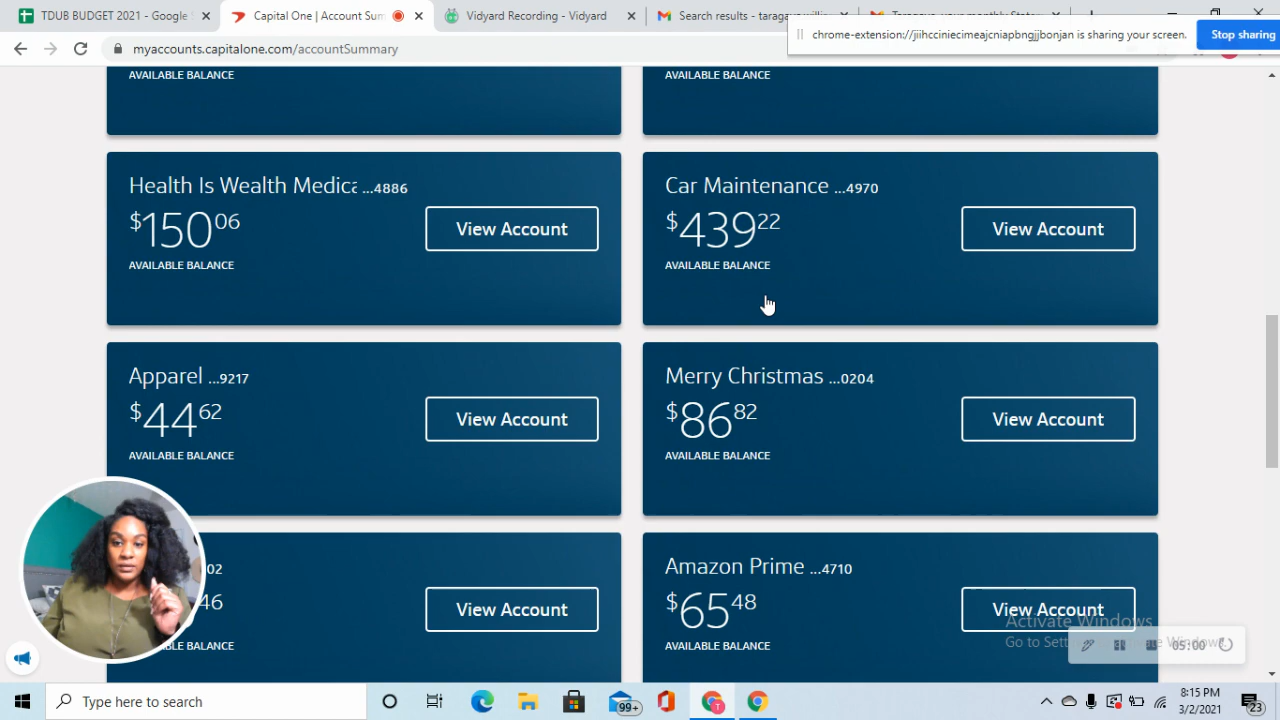 TDUB BUDGET 2021 - Google
Capital One | Account Sum
Vidyard Recording - Vidyard
Search results -
myaccounts.capitalone.com/accountSummary
chrome-extension://jiihcciniecimeajcniapbngjjbonjan is sharing your screen.
Stop sharing
AVAILABLE BALANCE
AVAILABLE BALANCE
Health Is Wealth Medica ...4886
$150 06
AVAILABLE BALANCE
View Account
Car Maintenance ...4970
$439 22
AVAILABLE BALANCE
View Account
Apparel ...9217
$44 62
AVAILABLE BALANCE
View Account
Merry Christmas ...0204
$86 82
AVAILABLE BALANCE
View Account
02
46
BLE BALANCE
View Account
Amazon Prime ...4710
$65 48
AVAILABLE BALANCE
View Account
Activate Windows
Go to Windows.
05:00
Type here to search
99+
T
8:15 PM
3/2/2021
23